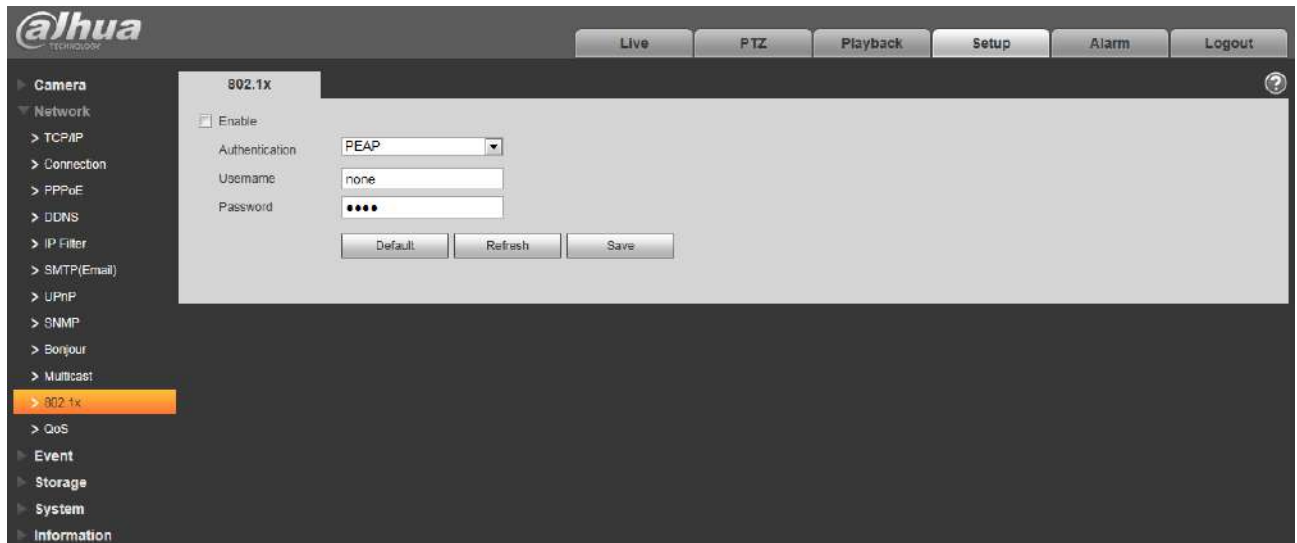 alhua
TECHNOLOGY
Live PTZ Playback Setup Alarm Logout
Camera
Network
> TCP/IP
> Connection
> PPPoE
> DDNS
> IP Filter
> SMTP(Email)
> UPnP
> SNMP
> Bonjour
> Multicast
> 802.1x
> QoS
Event
Storage
System
Information
802.1x
?
Enable
Authentication PEAP
Username none
Password ●●●●
Default Refresh Save